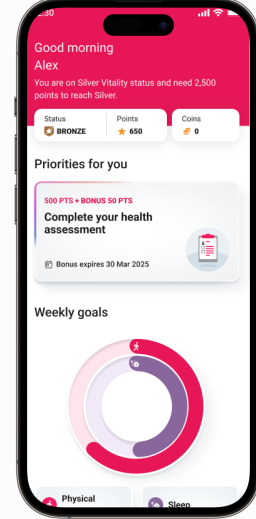 :30
Good morning
Alex
You are on Silver Vitality status and need 2,500
points to reach Silver.
Status
BRONZE
Points
650
Coins
0
Priorities for you
500 PTS + BONUS 50 PTS
Complete your health
assessment
Bonus expires 30 Mar 2025
Weekly goals
Physical
Sleep